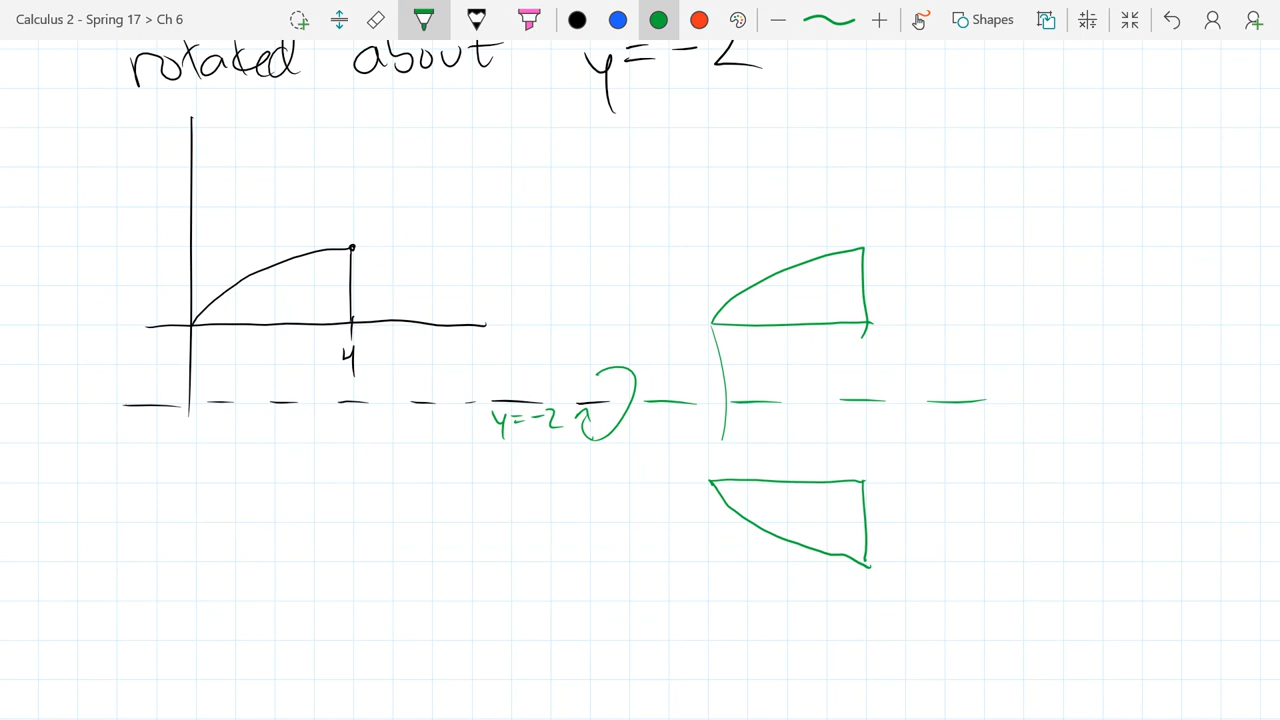 Calculus 2 - Spring 17 > Ch 6
Shapes
rotated about y=-2
4
y=-2